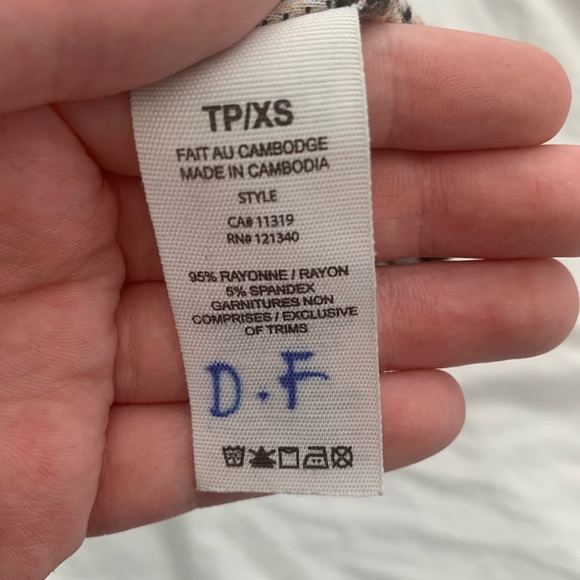 TP/XS
FAIT AU CAMBODGE
MADE IN CAMBODIA
STYLE
CA# 11319
RN# 121340
95% RAYONNE / RAYON
5% SPANDEX
GARNITURES NON
COMPRISES / EXCLUSIVE
OF TRIMS
D.F